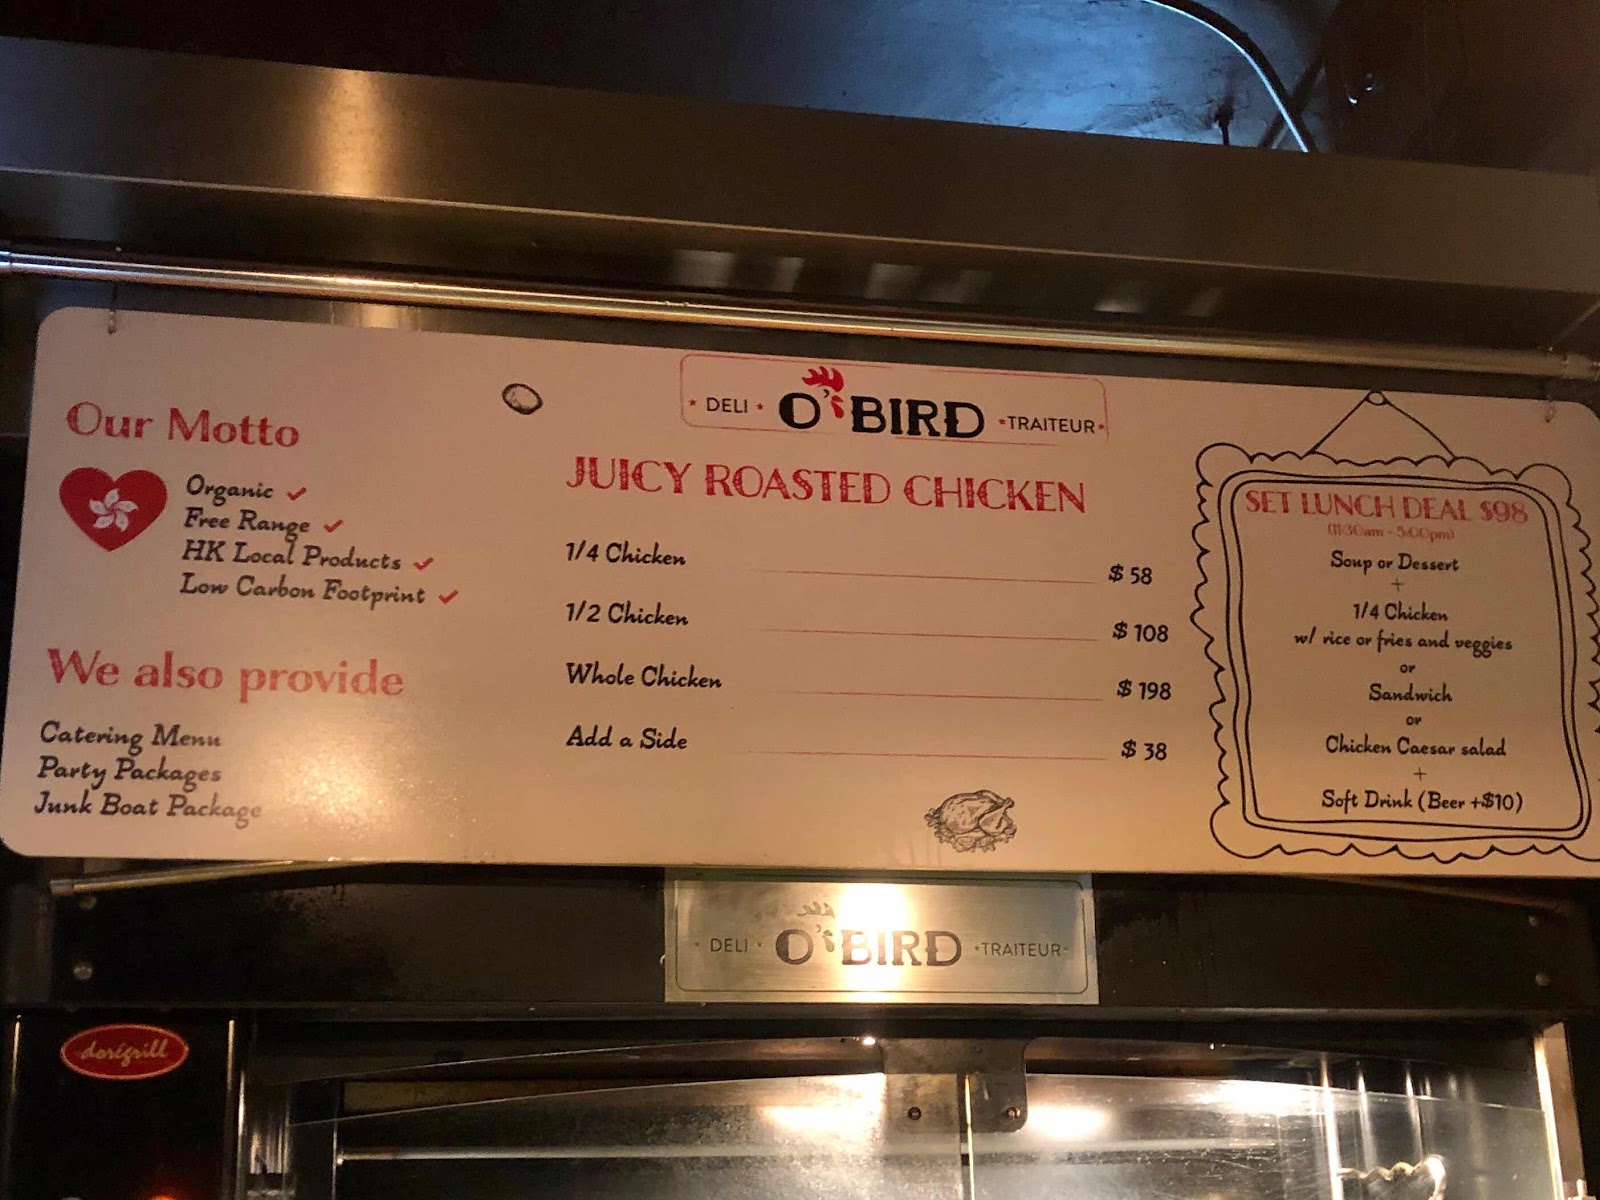 DELI O'BIRD TRAITEUR
Our Motto
Organic ✓
Free Range ✓
HK Local Products ✓
Low Carbon Footprint ✓
We also provide
Catering Menu
Party Packages
Junk Boat Package
JUICY ROASTED CHICKEN
1/4 Chicken $ 58
1/2 Chicken $ 108
Whole Chicken $ 198
Add a Side $ 38
SET LUNCH DEAL $98
(11:30am - 5:00pm)
Soup or Dessert
+
1/4 Chicken
w/ rice or fries and veggies
or
Sandwich
or
Chicken Caesar salad
+
Soft Drink (Beer +$10)
DELI O'BIRD TRAITEUR
dorégrill